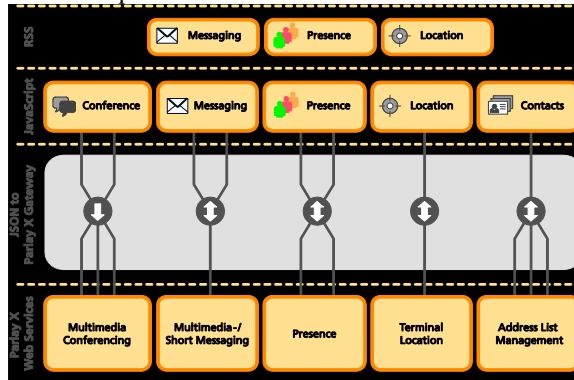 RSS
Messaging
Presence
Location
JavaScript
Conference
Messaging
Presence
Location
Contacts
JSON to
Parlay X Gateway
Parlay X
Web Services
Multimedia
Conferencing
Multimedia-/
Short Messaging
Presence
Terminal
Location
Address List
Management